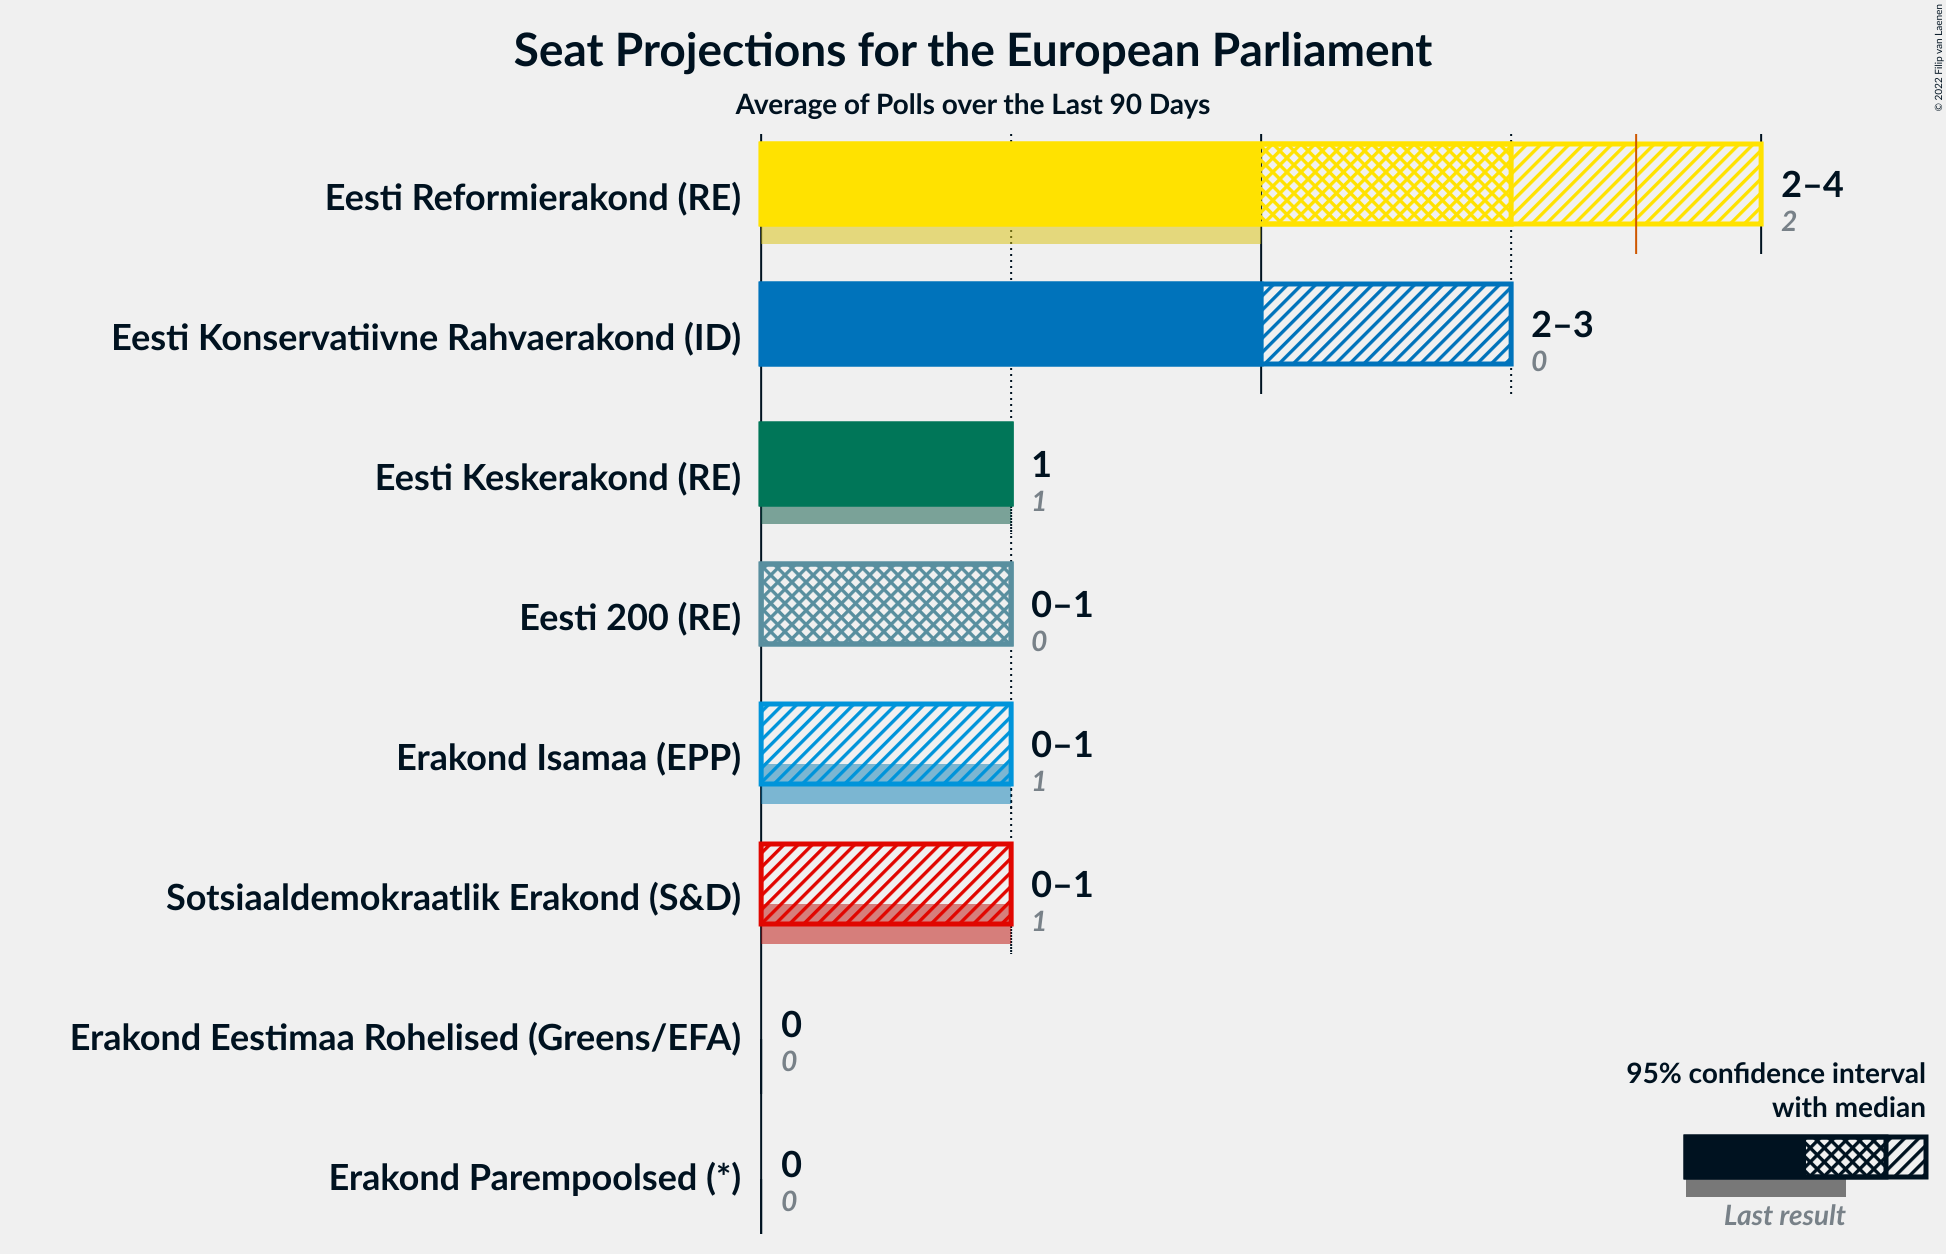 Seat Projections for the European Parliament
Average of Polls over the Last 90 Days
© 2022 Filip van Laenen
Eesti Reformierakond (RE)
2–4
2
Eesti Konservatiivne Rahvaerakond (ID)
2–3
0
Eesti Keskerakond (RE)
1
1
Eesti 200 (RE)
0–1
0
Erakond Isamaa (EPP)
0–1
1
Sotsiaaldemokraatlik Erakond (S&D)
0–1
1
Erakond Eestimaa Rohelised (Greens/EFA)
0
0
Erakond Parempoolsed (*)
0
0
95% confidence interval
with median
Last result